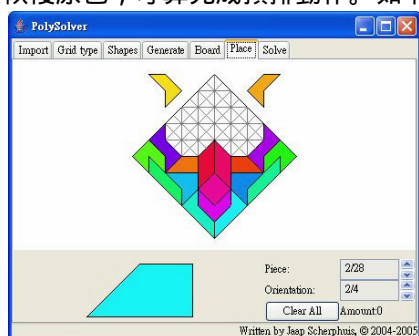 PolySolver
Import Grid type Shapes Generate Board Place Solve
Piece: 2/28
Orientation: 2/4
Clear All Amount:0
Written by Jaap Scherphuis, © 2004-2005